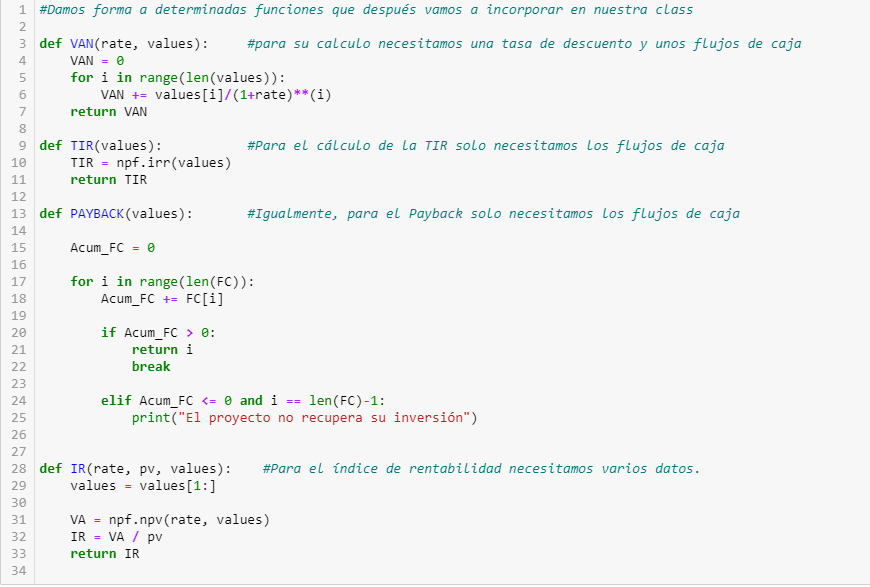 1 #Damos forma a determinadas funciones que después vamos a incorporar en nuestra class
2
3 def VAN(rate, values):     #para su calculo necesitamos una tasa de descuento y unos flujos de caja
4     VAN = 0
5     for i in range(len(values)):
6         VAN += values[i]/(1+rate)**(i)
7     return VAN
8
9 def TIR(values):           #Para el cálculo de la TIR solo necesitamos los flujos de caja
10     TIR = npf.irr(values)
11     return TIR
12
13 def PAYBACK(values):       #Igualmente, para el Payback solo necesitamos los flujos de caja
14
15     Acum_FC = 0
16
17     for i in range(len(FC)):
18         Acum_FC += FC[i]
19
20         if Acum_FC > 0:
21             return i
22             break
23
24         elif Acum_FC <= 0 and i == len(FC)-1:
25             print("El proyecto no recupera su inversión")
26
27
28 def IR(rate, pv, values):    #Para el índice de rentabilidad necesitamos varios datos.
29     values = values[1:]
30
31     VA = npf.npv(rate, values)
32     IR = VA / pv
33     return IR
34